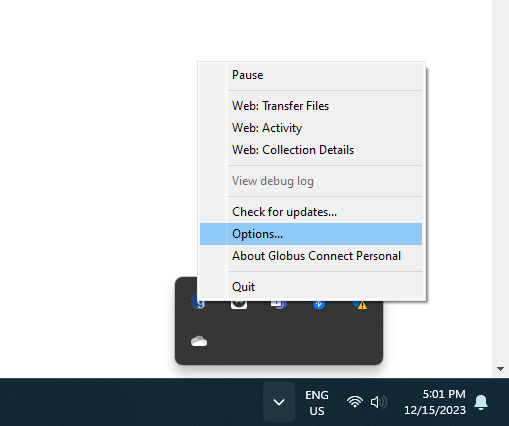 Pause
Web: Transfer Files
Web: Activity
Web: Collection Details
View debug log
Check for updates...
Options...
About Globus Connect Personal
Quit
g
ENG
US
5:01 PM
12/15/2023